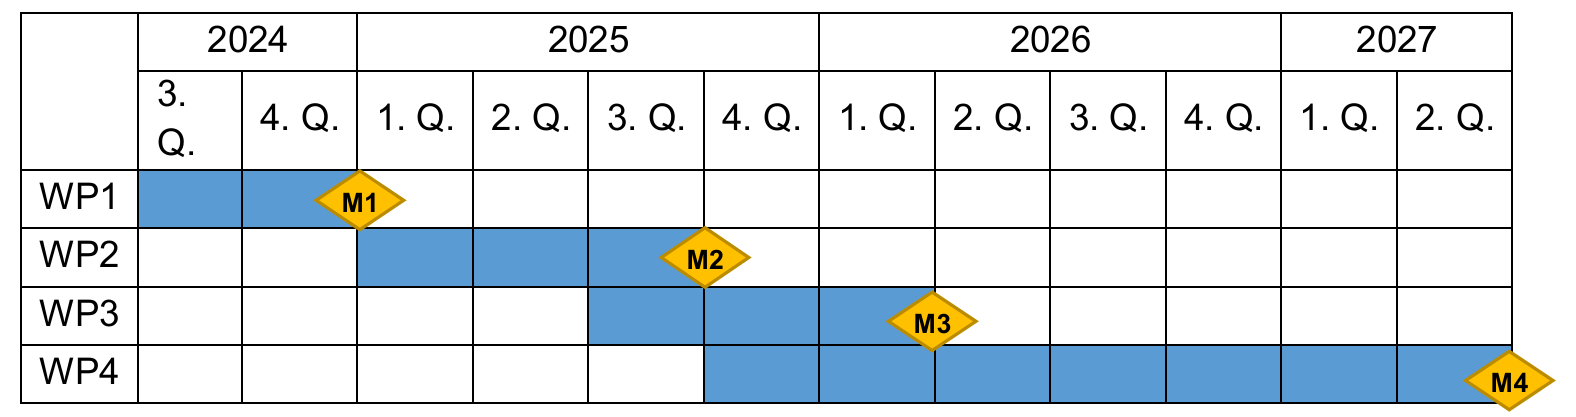 2024 2025 2026 2027
3. Q. 4. Q. 1. Q. 2. Q. 3. Q. 4. Q. 1. Q. 2. Q. 3. Q. 4. Q. 1. Q. 2. Q.
WP1 M1
WP2 M2
WP3 M3
WP4 M4